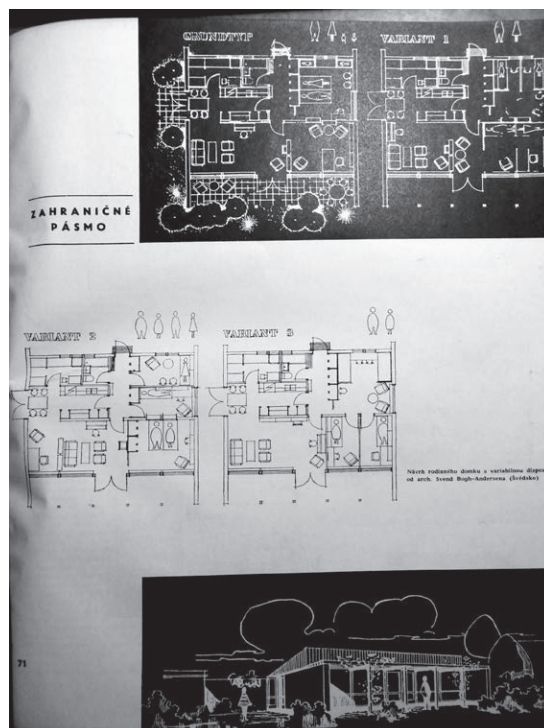 GRUNDTYP
VARIANT 1
ZAHRANIČNÉ
PÁSMO
VARIANT 2
VARIANT 3
Návrh rodinného domku s variabilnou dispo
od arch. Svend Bogh-Andersena (Švédsko)
71